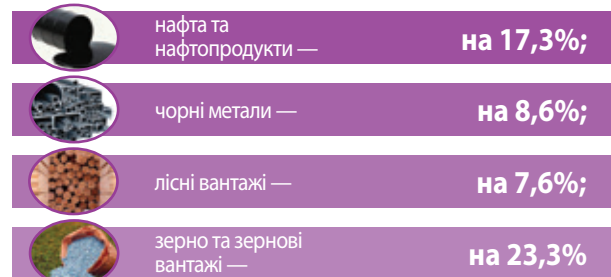 нафта та
нафтопродукти — на 17,3%;
чорні метали — на 8,6%;
лісні вантажі — на 7,6%;
зерно та зернові
вантажі — на 23,3%